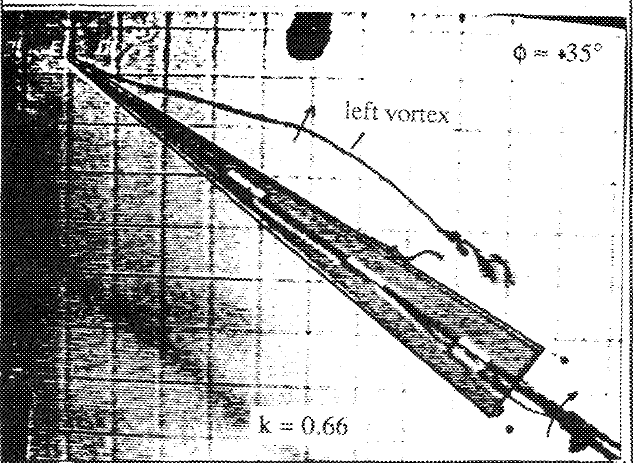 ϕ = +35°
left vortex
k = 0.66